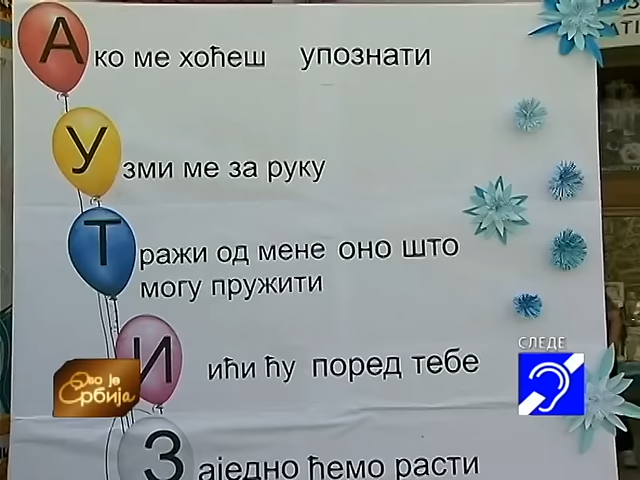 Ако ме хоћеш упознати
Узми ме за руку
Тражи од мене оно што
могу пружити
Ићи ћу поред тебе
Заједно ћемо расти
Ово је
Србија
СЛЕДЕ